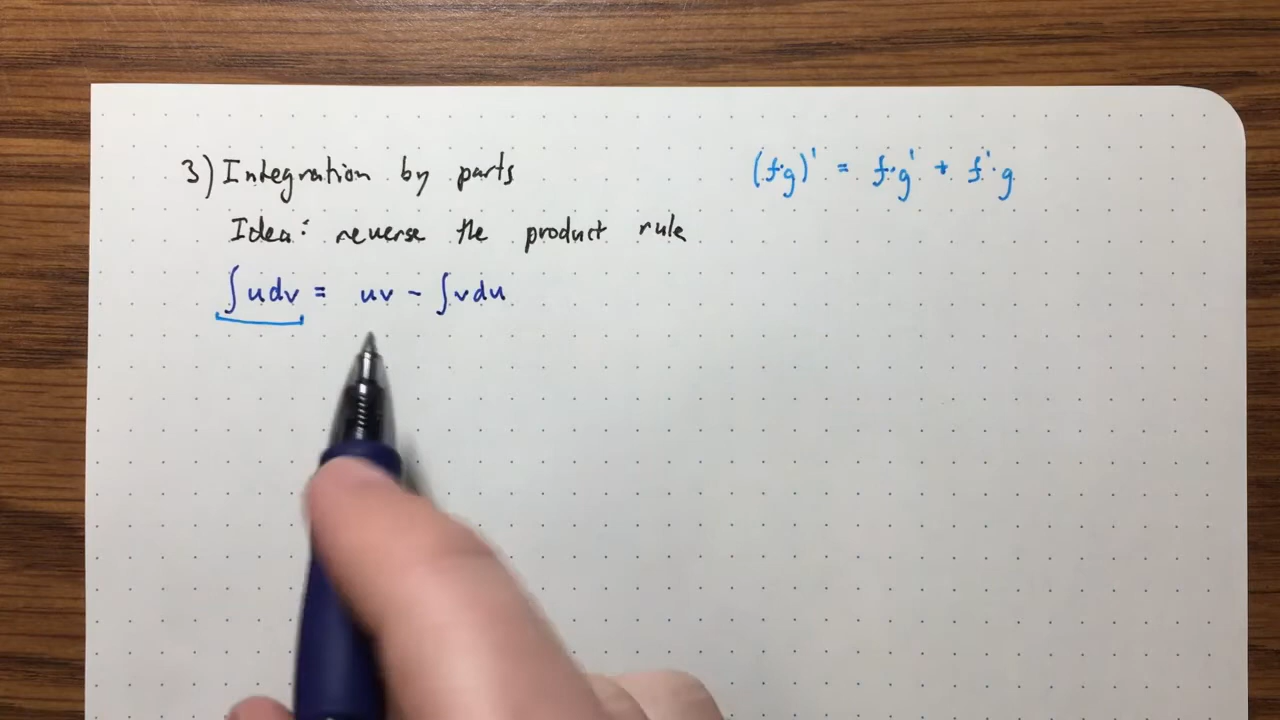 3) Integration by parts
(f·g)' = f·g' + f'·g
Idea: reverse the product rule
∫udv = uv - ∫vdu